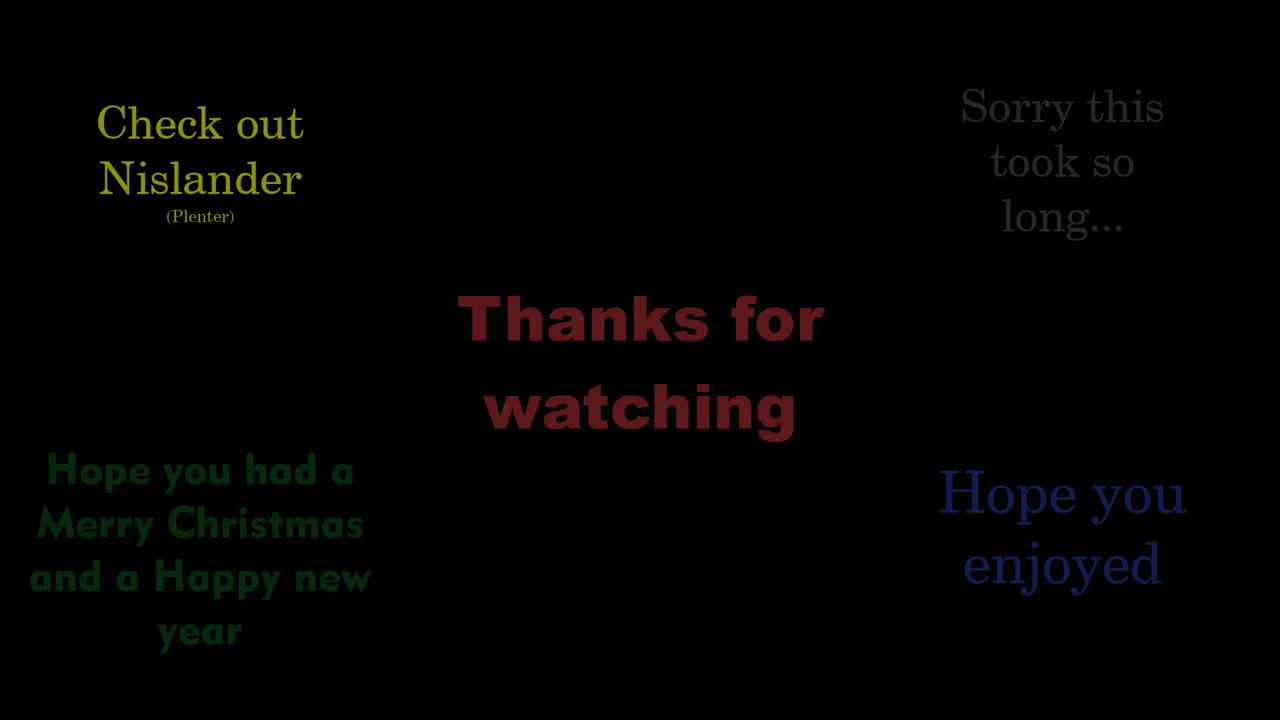 Check out
Nislander
(Plenter)
Sorry this
took so
long...
Thanks for
watching
Hope you had a
Merry Christmas
and a Happy new
year
Hope you
enjoyed